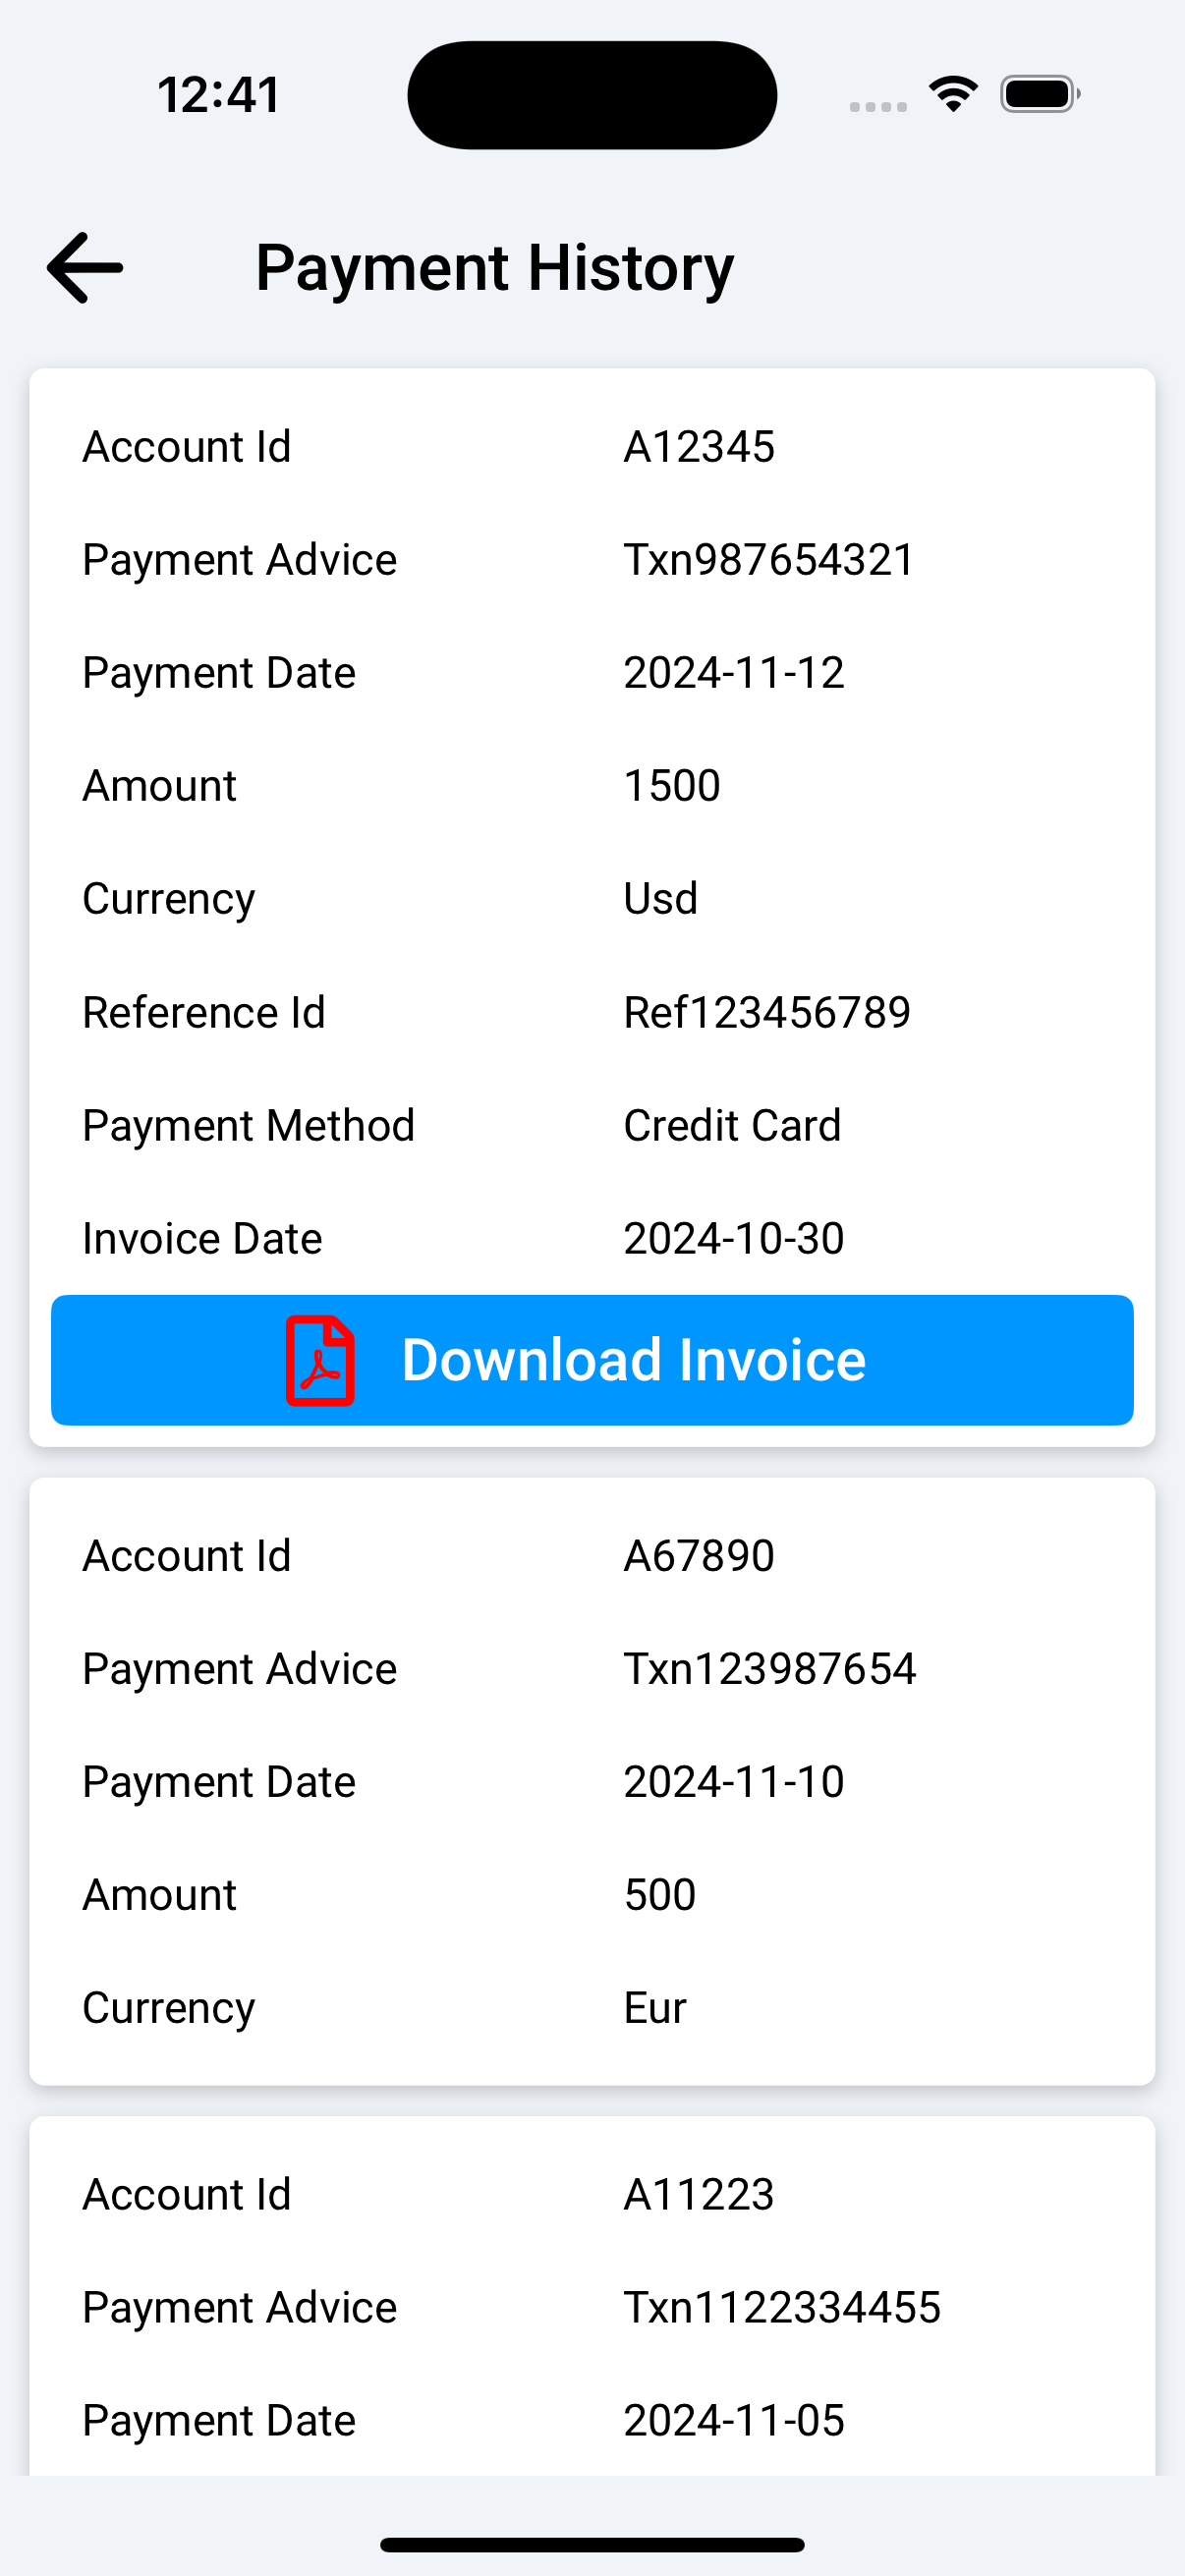 12:41
Payment History
Account Id A12345
Payment Advice Txn987654321
Payment Date 2024-11-12
Amount 1500
Currency Usd
Reference Id Ref123456789
Payment Method Credit Card
Invoice Date 2024-10-30
Download Invoice
Account Id A67890
Payment Advice Txn123987654
Payment Date 2024-11-10
Amount 500
Currency Eur
Account Id A11223
Payment Advice Txn1122334455
Payment Date 2024-11-05